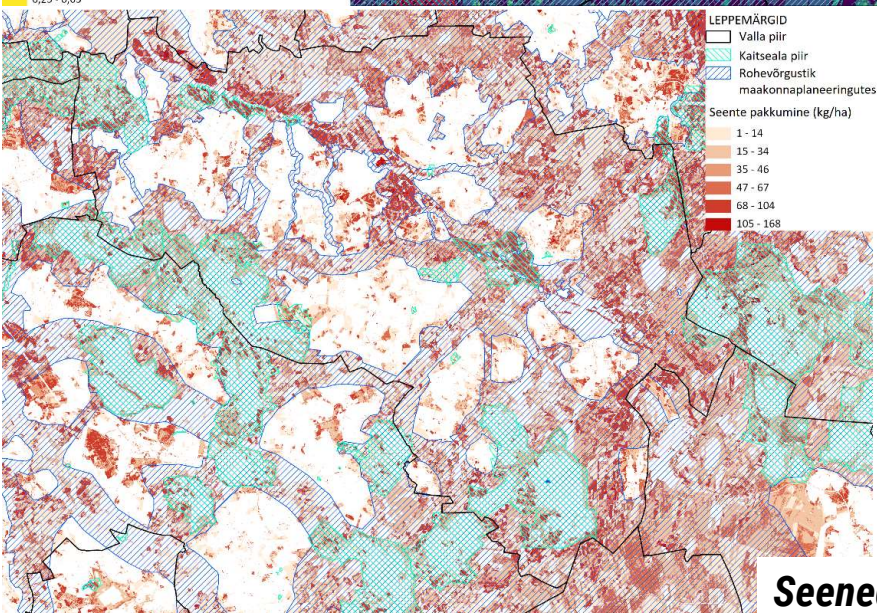 LEPPEMÄRGID
Valla piir
Kaitseala piir
Rohevõrgustik
maakonnaplaneeringutes
Seente pakkumine (kg/ha)
1 - 14
15 - 34
35 - 46
47 - 67
68 - 104
105 - 168